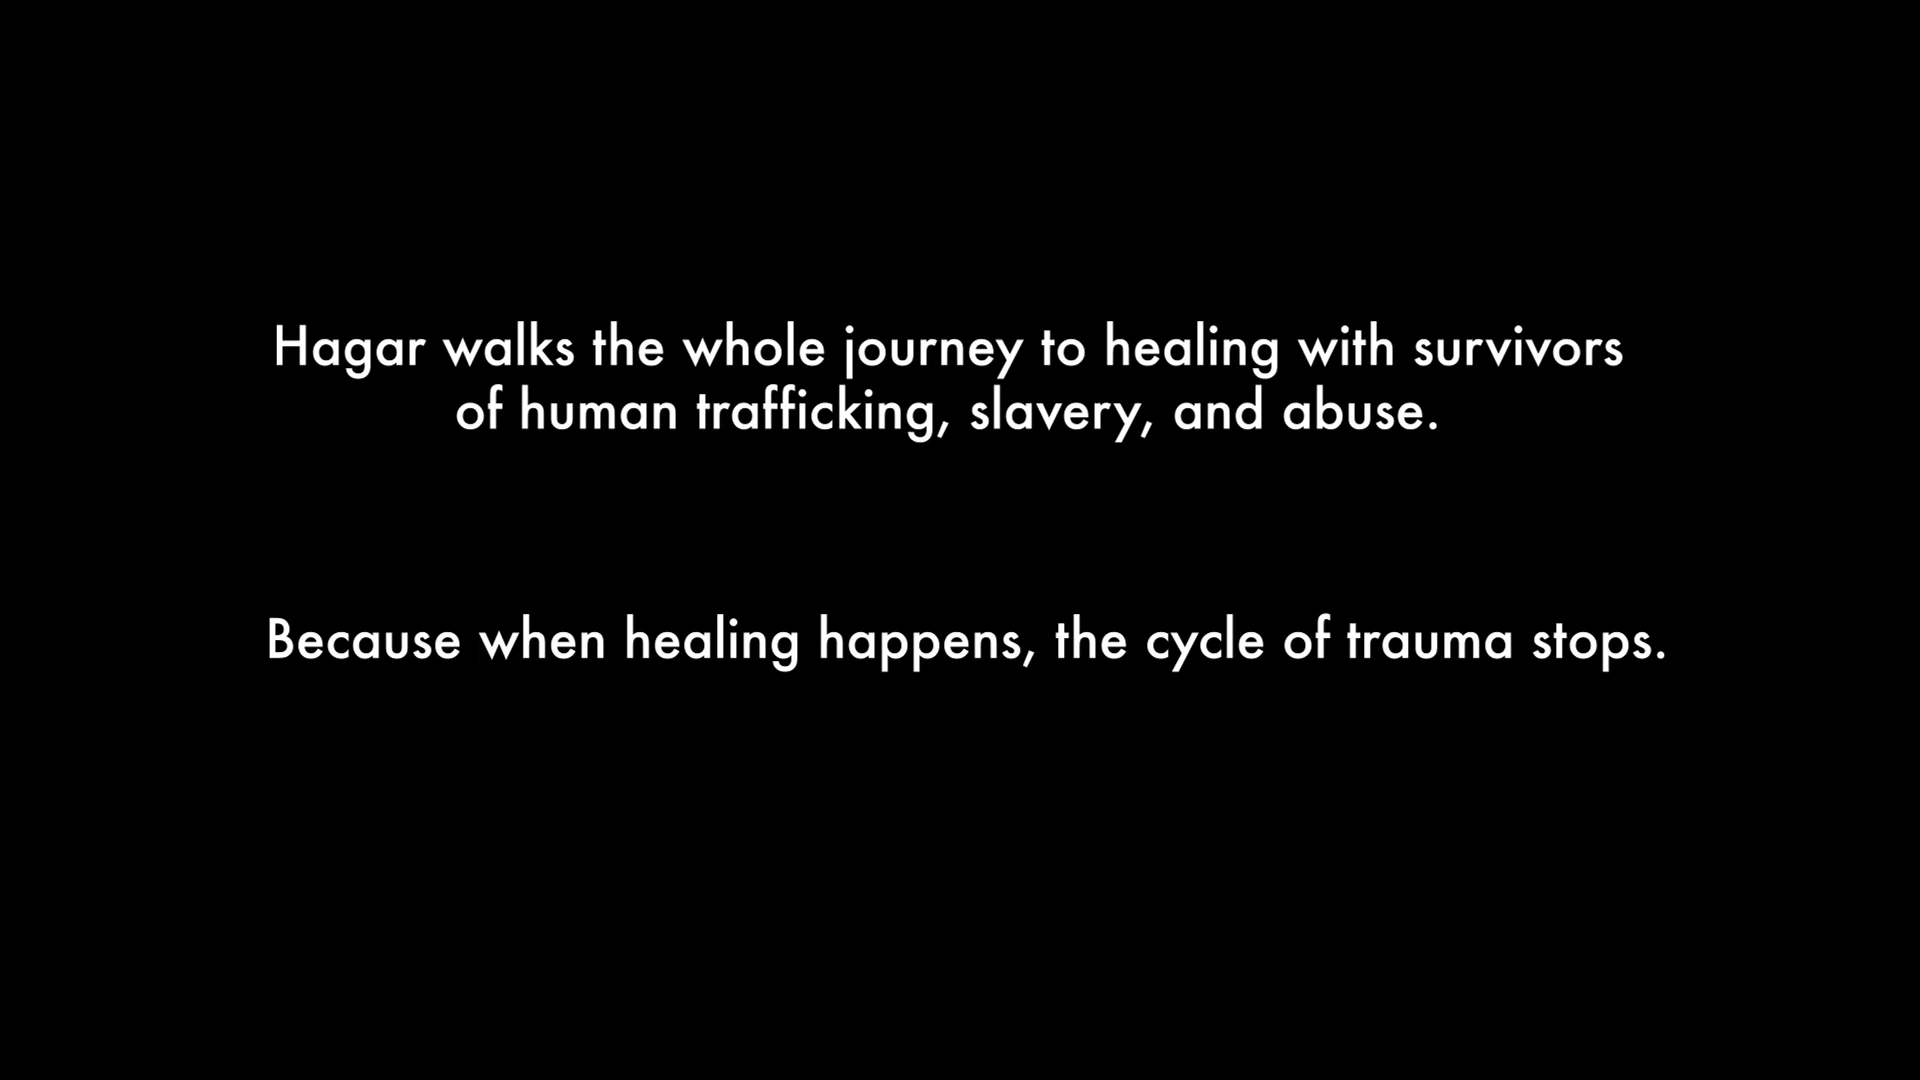 Hagar walks the whole journey to healing with survivors
of human trafficking, slavery, and abuse.
Because when healing happens, the cycle of trauma stops.